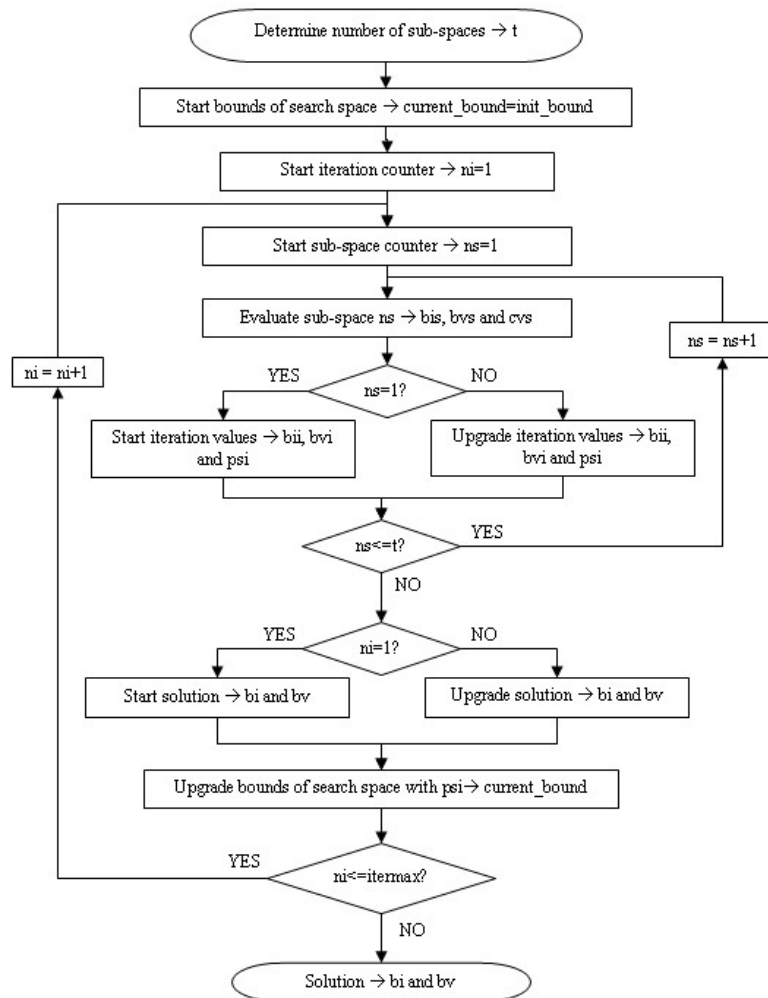 Determine number of sub-spaces → t
Start bounds of search space → current_bound=init_bound
Start iteration counter → ni=1
Start sub-space counter → ns=1
Evaluate sub-space ns → bis, bvs and cvs
ns = ns+1
ni = ni+1
YES
NO
ns=1?
Start iteration values → bii, bvi
and psi
Upgrade iteration values → bii,
bvi and psi
ns<=t?
YES
NO
YES
NO
ni=1?
Start solution → bi and bv
Upgrade solution → bi and bv
Upgrade bounds of search space with psi→ current_bound
YES
ni<=itermax?
NO
Solution → bi and bv